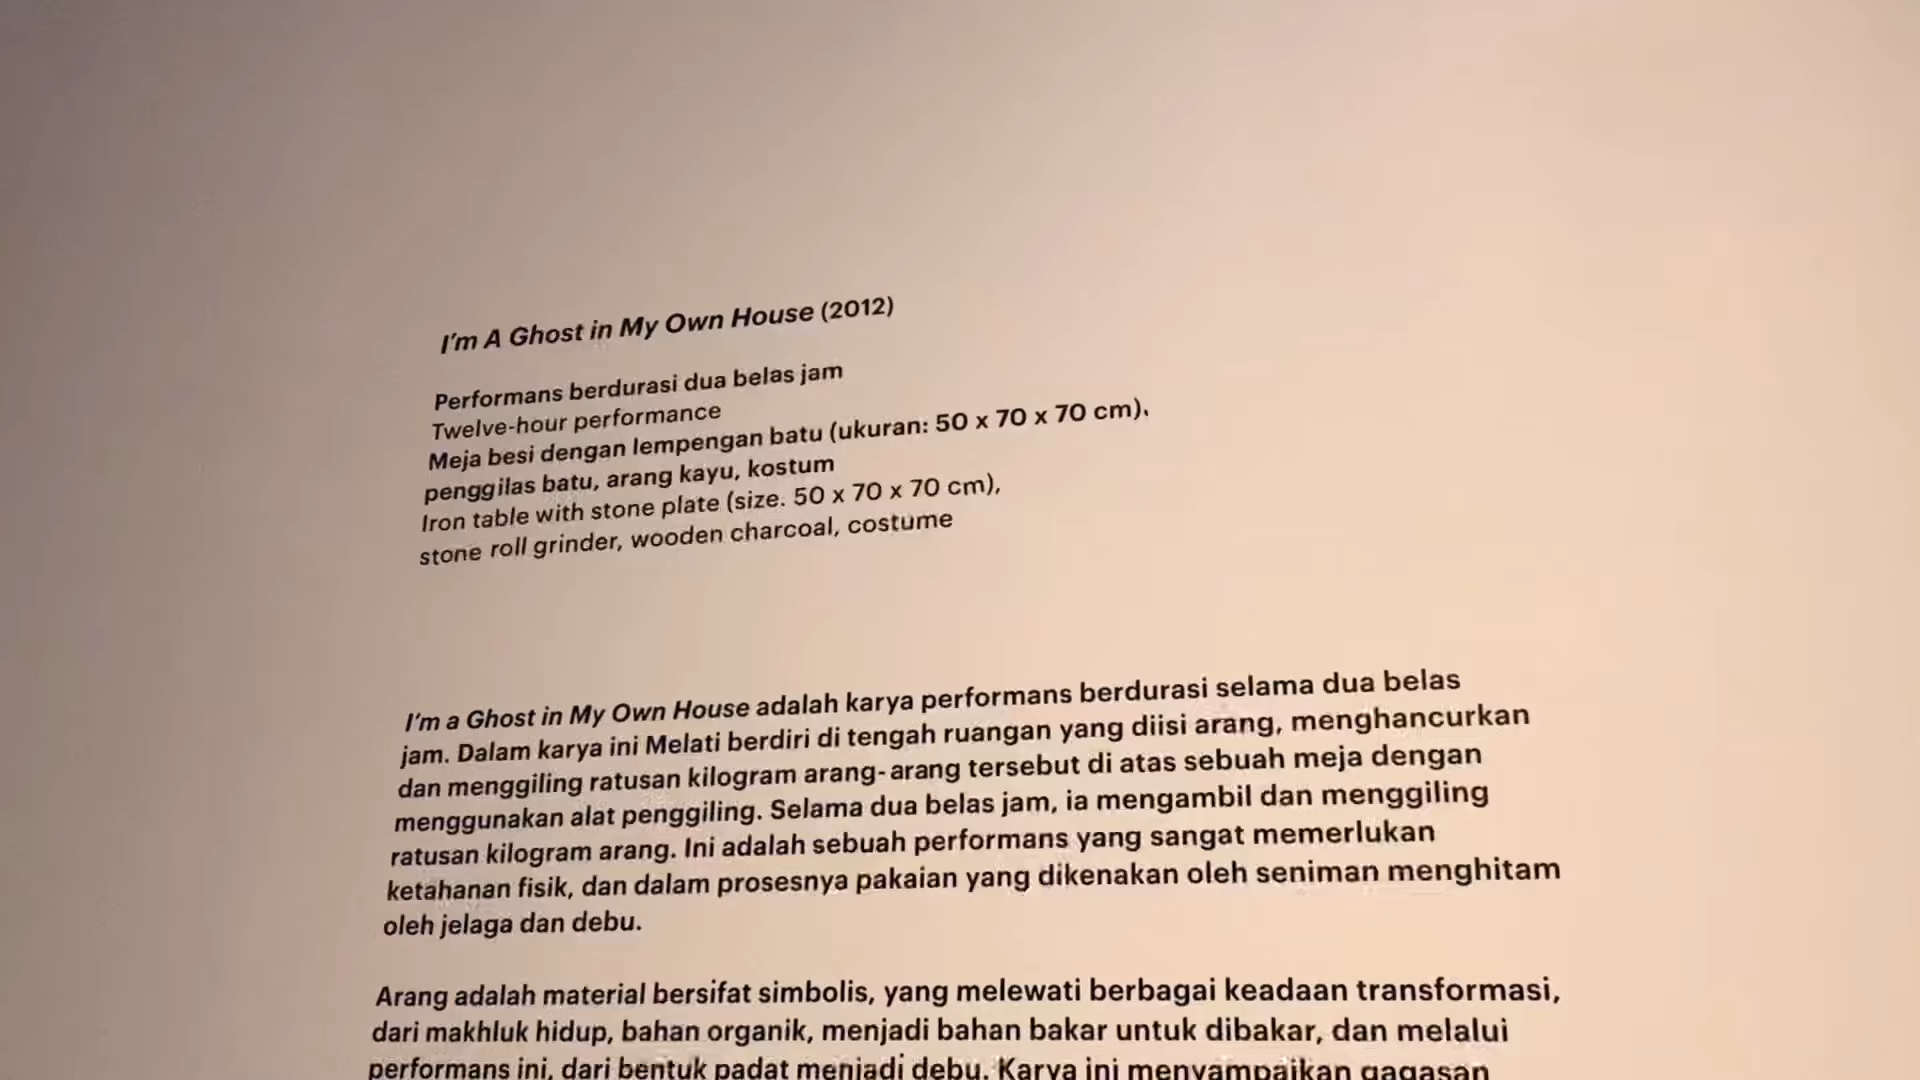 I'm A Ghost in My Own House (2012)
Performans berdurasi dua belas jam
Twelve-hour performance
Meja besi dengan lempengan batu (ukuran: 50 x 70 x 70 cm),
penggilas batu, arang kayu, kostum
Iron table with stone plate (size. 50 x 70 x 70 cm),
stone roll grinder, wooden charcoal, costume
I'm a Ghost in My Own House adalah karya performans berdurasi selama dua belas
jam. Dalam karya ini Melati berdiri di tengah ruangan yang diisi arang, menghancurkan
dan menggiling ratusan kilogram arang-arang tersebut di atas sebuah meja dengan
menggunakan alat penggiling. Selama dua belas jam, ia mengambil dan menggiling
ratusan kilogram arang. Ini adalah sebuah performans yang sangat memerlukan
ketahanan fisik, dan dalam prosesnya pakaian yang dikenakan oleh seniman menghitam
oleh jelaga dan debu.
Arang adalah material bersifat simbolis, yang melewati berbagai keadaan transformasi,
dari makhluk hidup, bahan organik, menjadi bahan bakar untuk dibakar, dan melalui
performans ini, dari bentuk padat menjadi debu. Karya ini menyampaikan gagasan